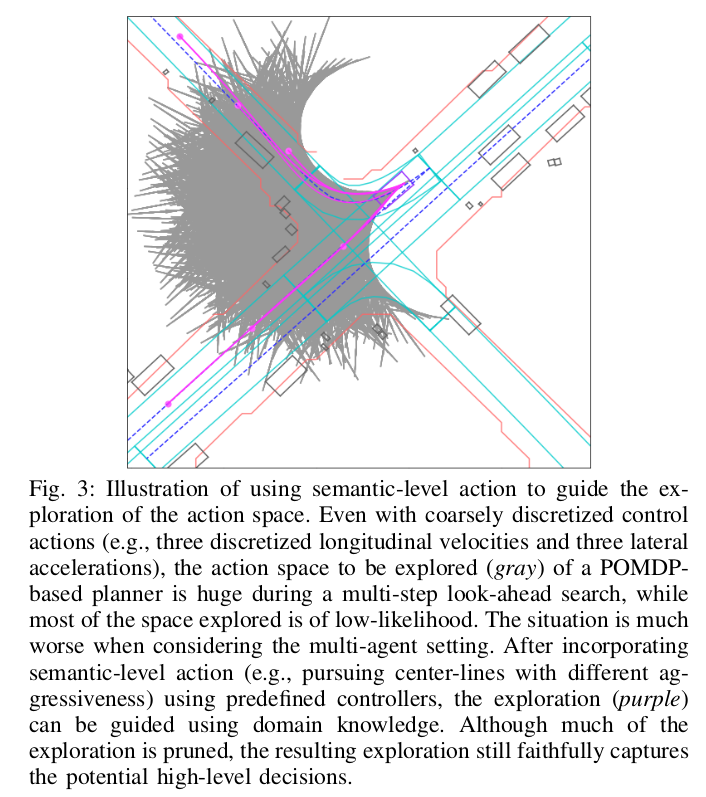 Fig. 3: Illustration of using semantic-level action to guide the ex-
ploration of the action space. Even with coarsely discretized control
actions (e.g., three discretized longitudinal velocities and three lateral
accelerations), the action space to be explored (gray) of a POMDP-
based planner is huge during a multi-step look-ahead search, while
most of the space explored is of low-likelihood. The situation is much
worse when considering the multi-agent setting. After incorporating
semantic-level action (e.g., pursuing center-lines with different ag-
gressiveness) using predefined controllers, the exploration (purple)
can be guided using domain knowledge. Although much of the
exploration is pruned, the resulting exploration still faithfully captures
the potential high-level decisions.